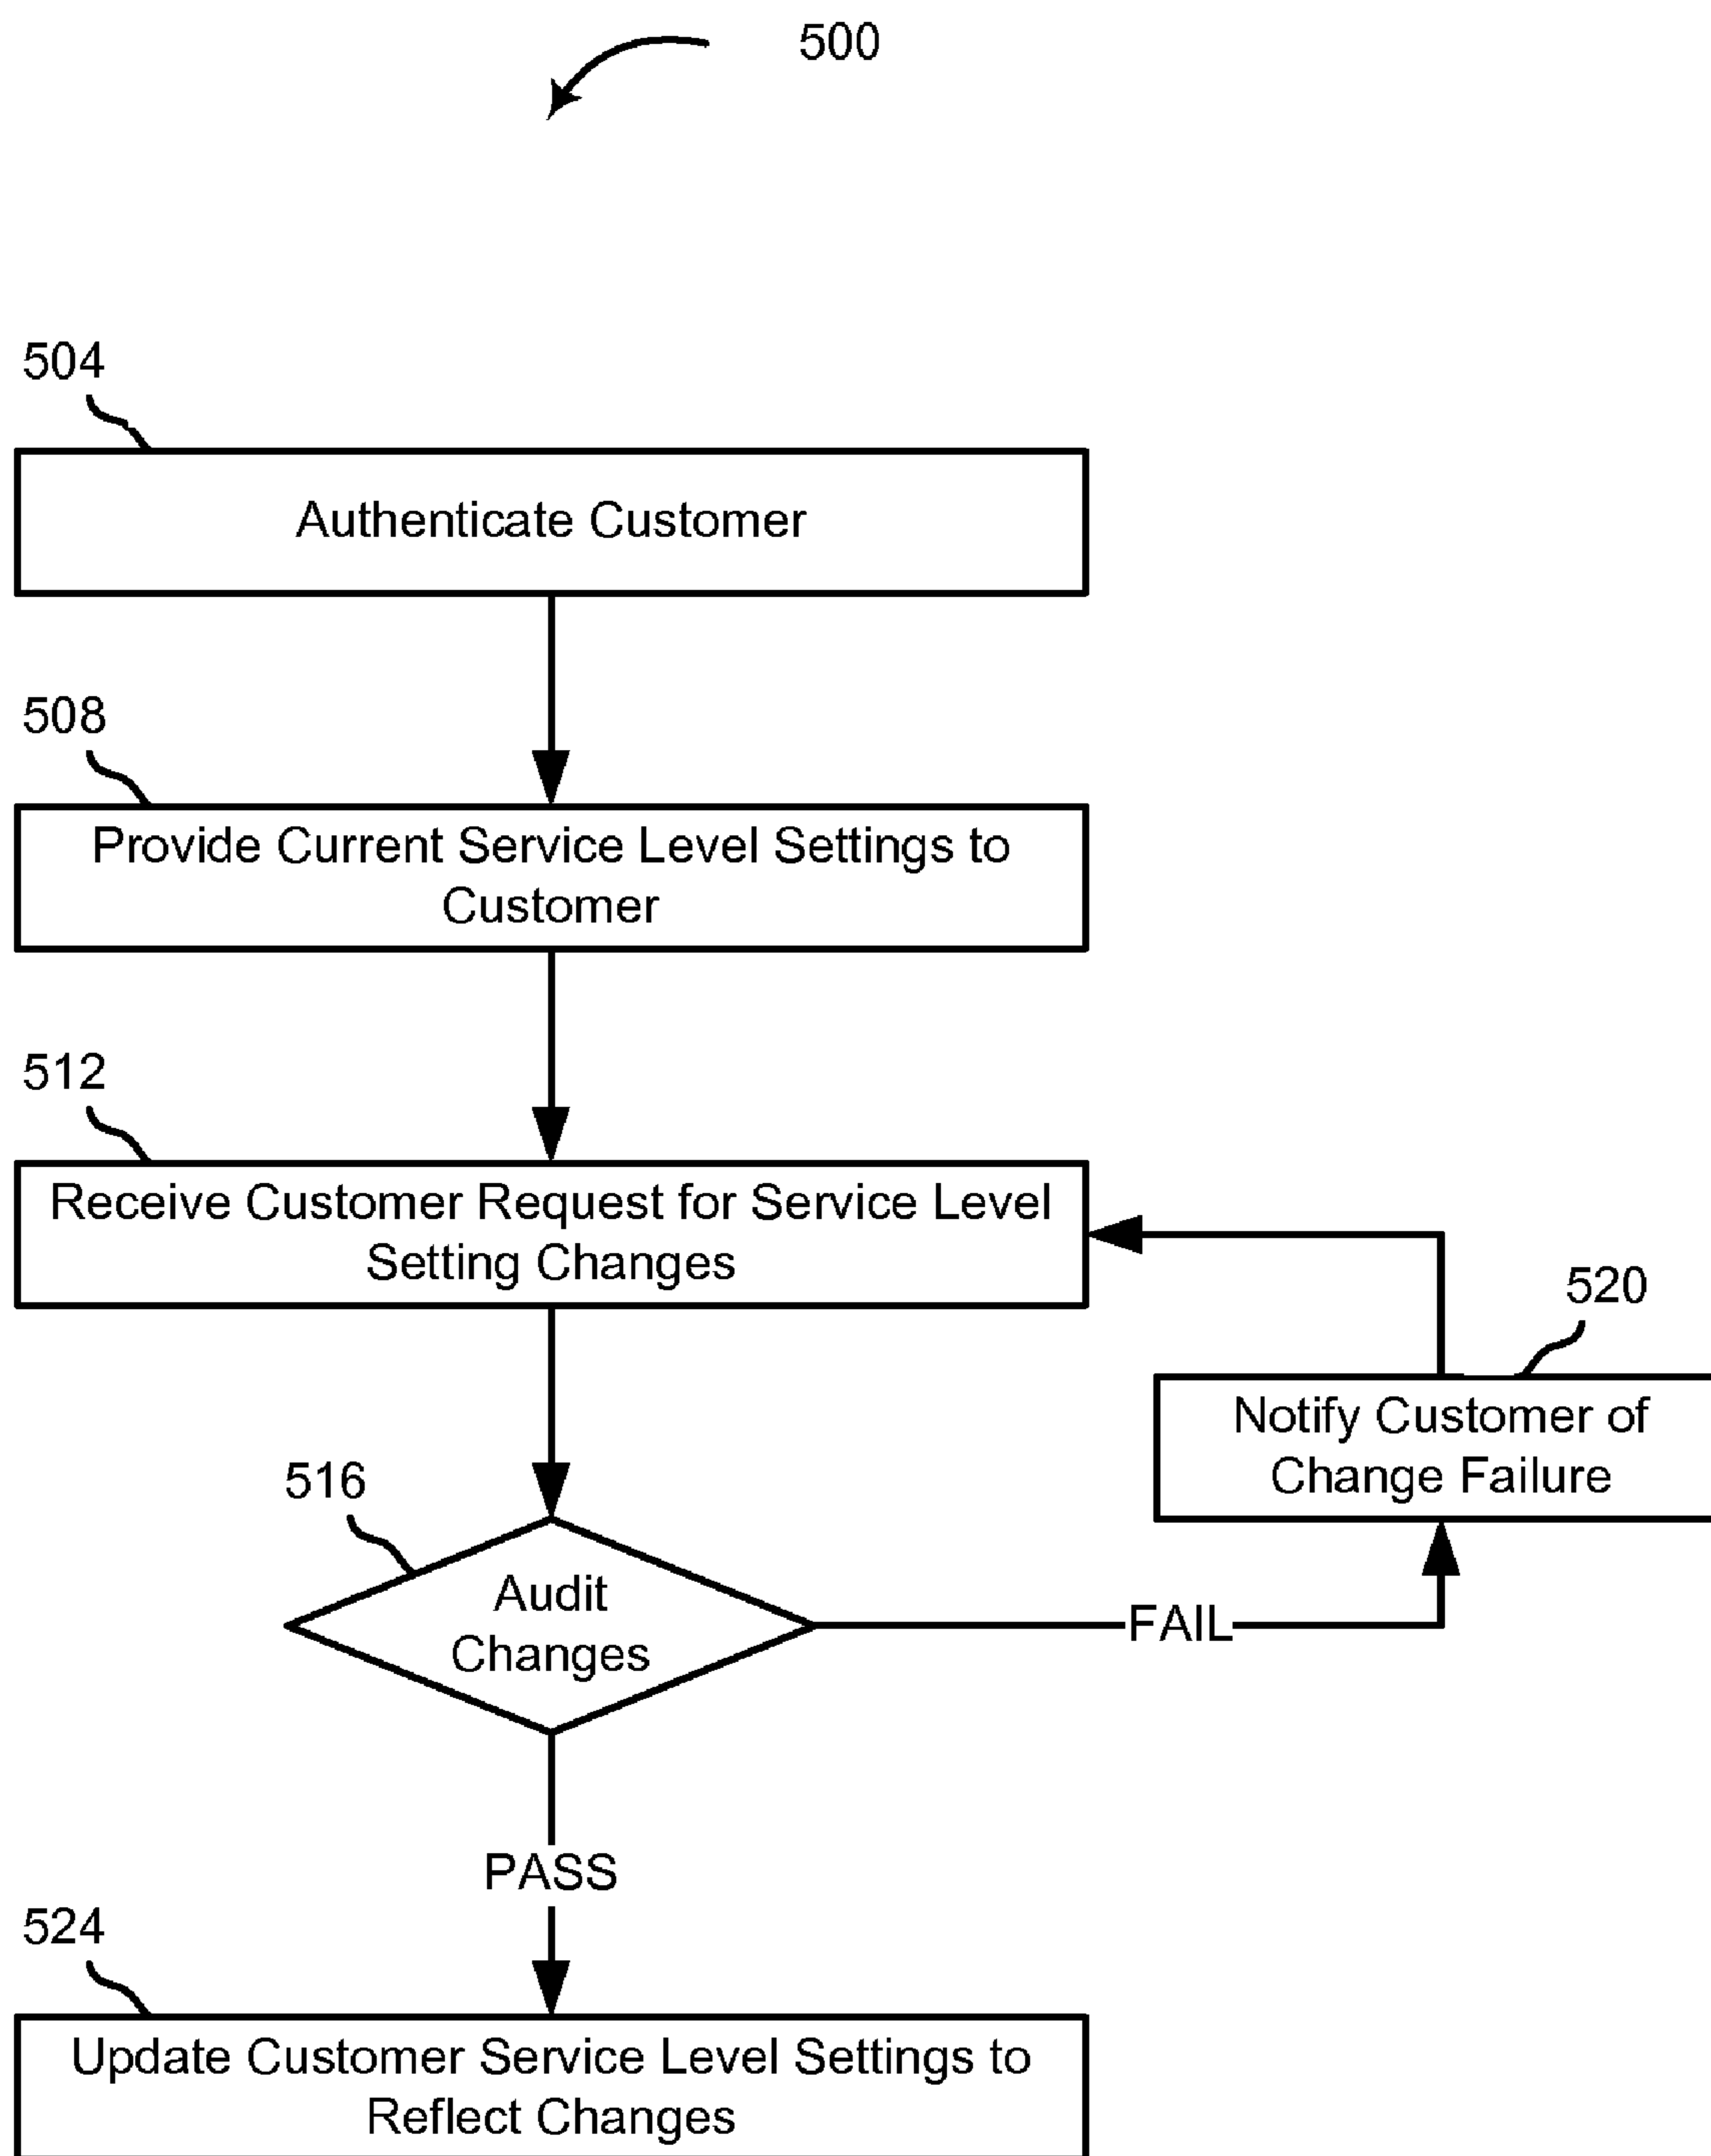 500
504
Authenticate Customer
508
Provide Current Service Level Settings to
Customer
512
Receive Customer Request for Service Level
Setting Changes
520
Notify Customer of
Change Failure
516
Audit
Changes
FAIL
PASS
524
Update Customer Service Level Settings to
Reflect Changes